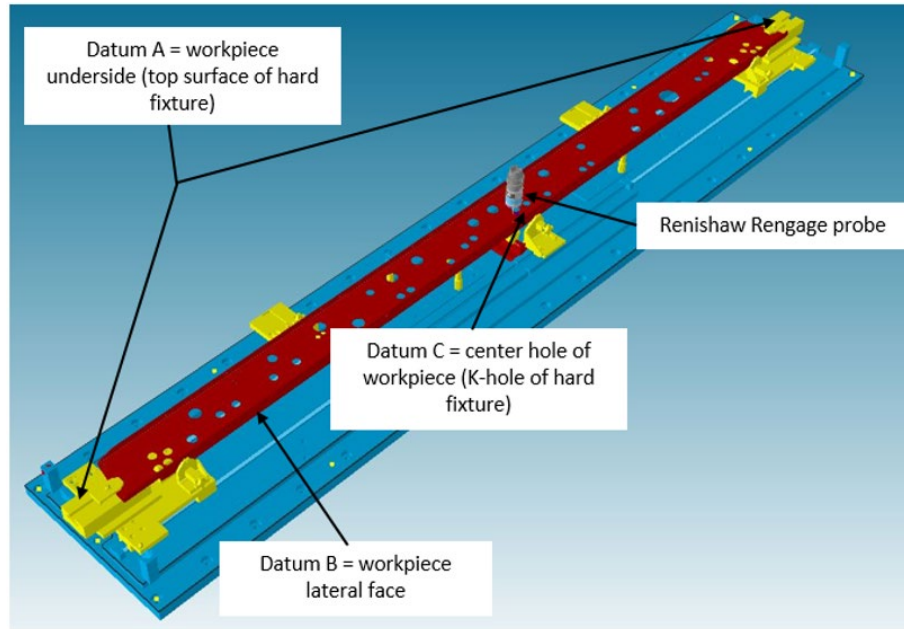 Datum A = workpiece
underside (top surface of hard
fixture)
Renishaw Rengage probe
Datum C = center hole of
workpiece (K-hole of hard
fixture)
Datum B = workpiece
lateral face